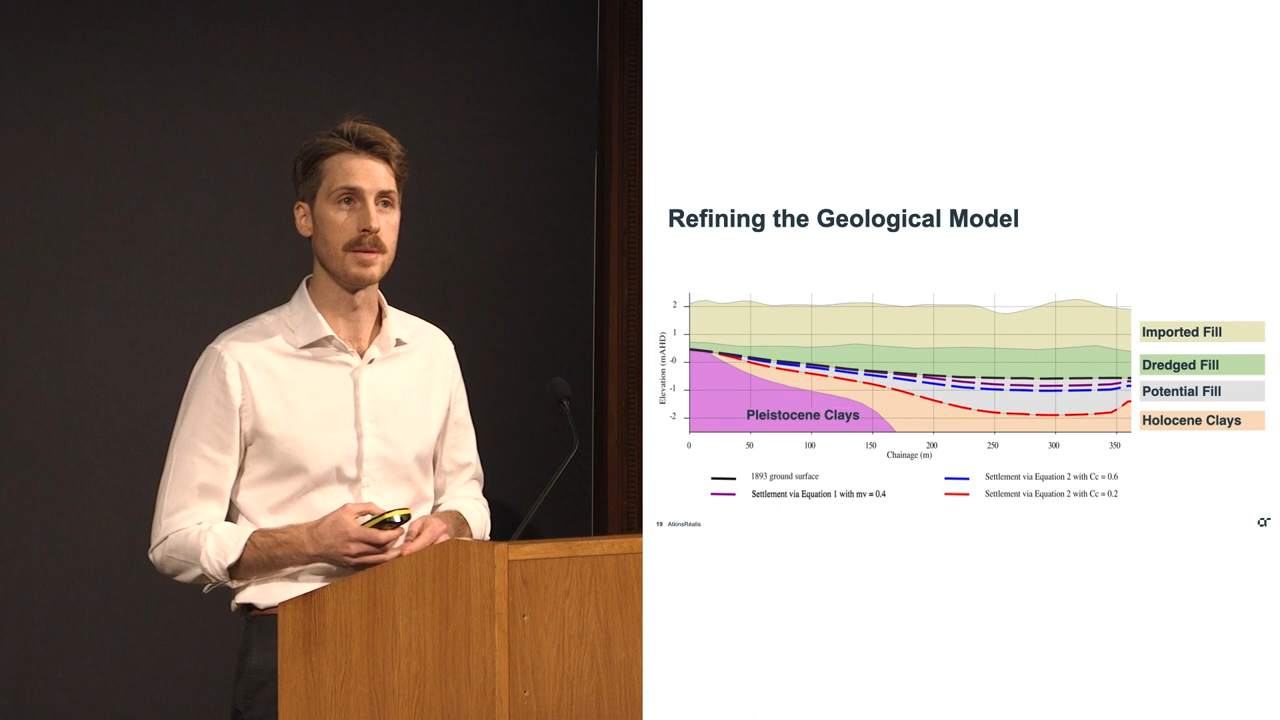 Refining the Geological Model
2
1
-0
-1
-2
Elevation (mAHD)
Imported Fill
Dredged Fill
Potential Fill
Holocene Clays
Pleistocene Clays
0 50 100 150 200 250 300 350
Chainage (m)
1893 ground surface
Settlement via Equation 2 with Cc = 0.6
Settlement via Equation 1 with mv = 0.4
Settlement via Equation 2 with Cc = 0.2
19 AtkinsRéalis